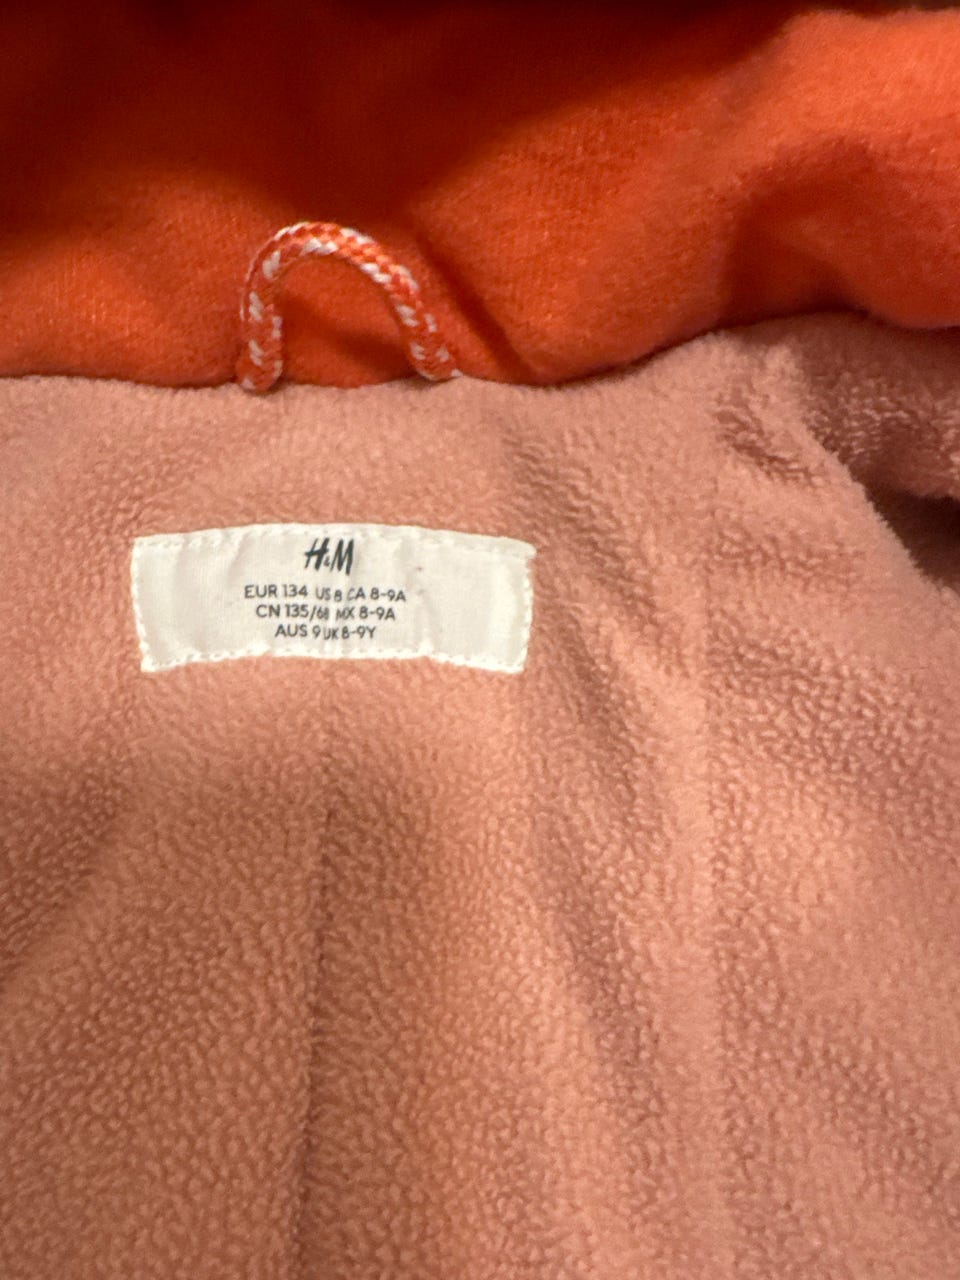 H&M
EUR 134 US 8 CA 8-9A
CN 135/68 MX 8-9A
AUS 9 UK 8-9Y